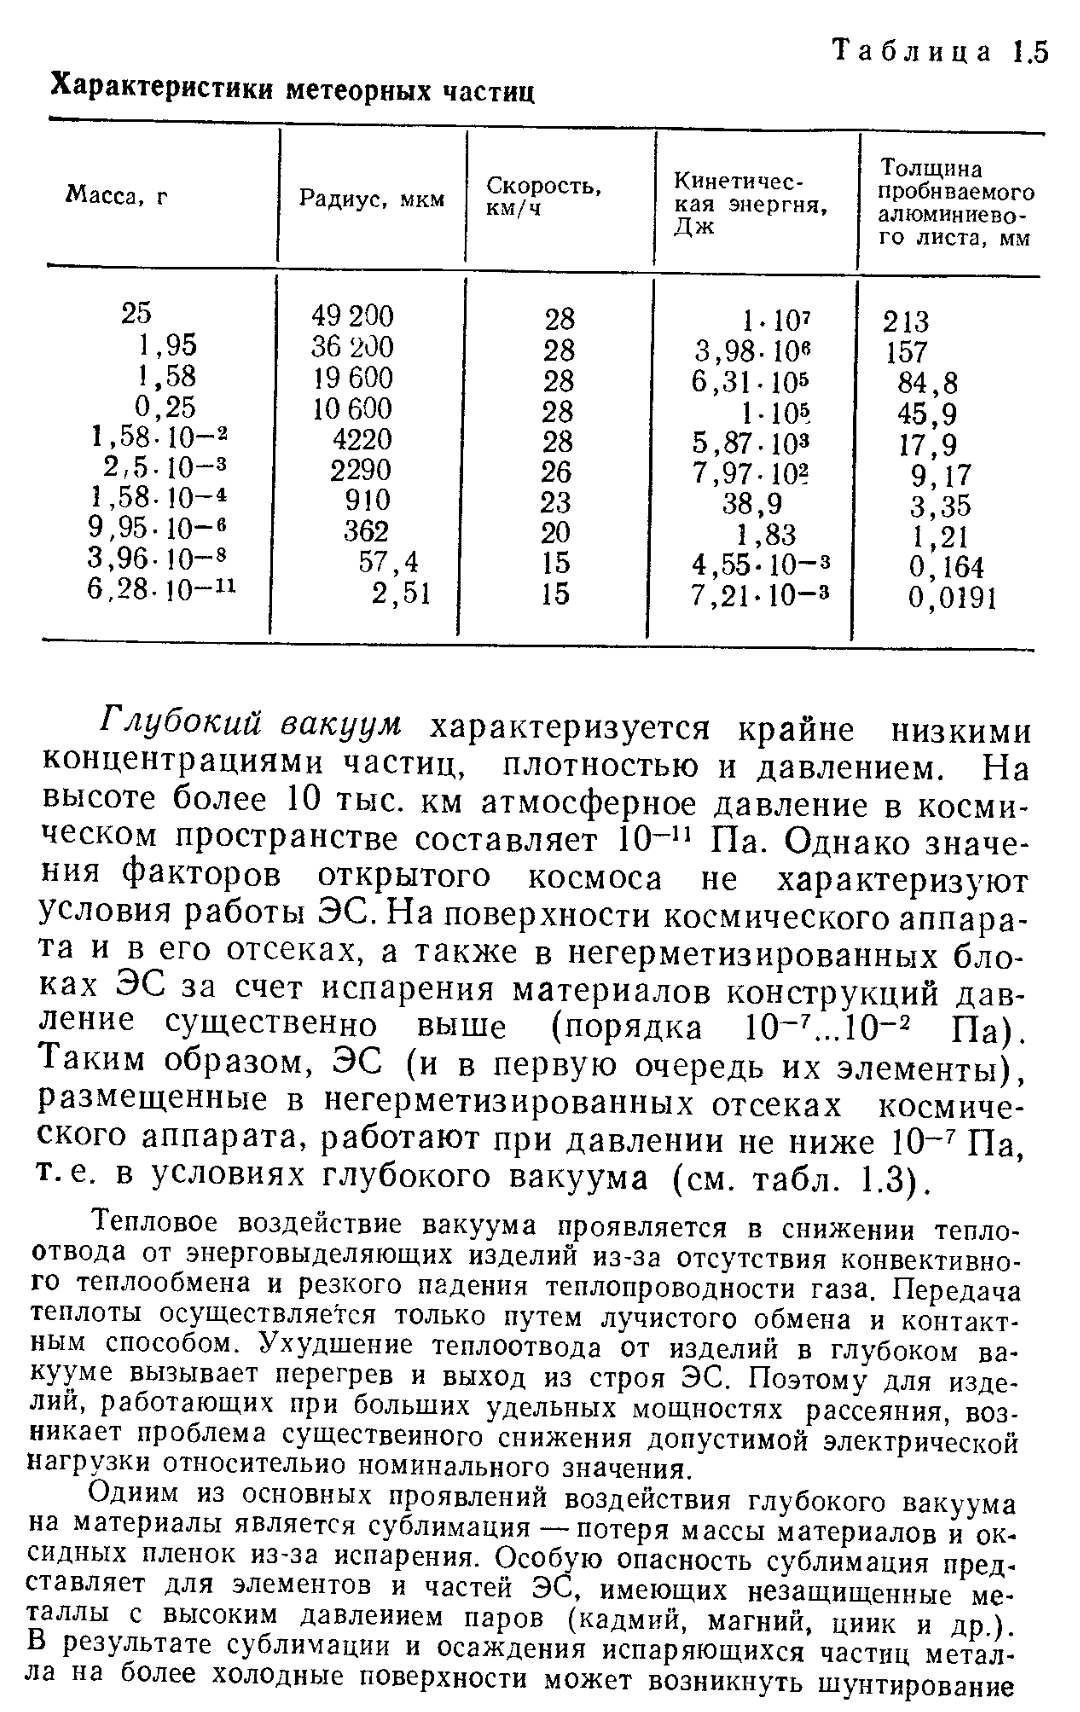 Таблица 1.5
Характеристики метеорных частиц
Масса, г | Радиус, мкм | Скорость, км/ч | Кинетичес- кая энергия, Дж | Толщина пробиваемого алюминиево- го листа, мм
25 | 49 200 | 28 | 1·10⁷ | 213
1,95 | 36 200 | 28 | 3,98·10⁶ | 157
1,58 | 19 600 | 28 | 6,31·10⁵ | 84,8
0,25 | 10 600 | 28 | 1·10⁵ | 45,9
1,58·10–² | 4220 | 28 | 5,87·10³ | 17,9
2,5·10–³ | 2290 | 26 | 7,97·10² | 9,17
1,58·10–⁴ | 910 | 23 | 38,9 | 3,35
9,95·10–⁶ | 362 | 20 | 1,83 | 1,21
3,96·10–⁸ | 57,4 | 15 | 4,55·10–³ | 0,164
6,28·10–¹¹ | 2,51 | 15 | 7,21·10–³ | 0,0191
Глубокий вакуум характеризуется крайне низкими
концентрациями частиц, плотностью и давлением. На
высоте более 10 тыс. км атмосферное давление в косми-
ческом пространстве составляет 10–¹¹ Па. Однако значе-
ния факторов открытого космоса не характеризуют
условия работы ЭС. На поверхности космического аппара-
та и в его отсеках, а также в негерметизированных бло-
ках ЭС за счет испарения материалов конструкций дав-
ление существенно выше (порядка 10–⁷...10–² Па).
Таким образом, ЭС (и в первую очередь их элементы),
размещенные в негерметизированных отсеках космиче-
ского аппарата, работают при давлении не ниже 10–⁷ Па,
т. е. в условиях глубокого вакуума (см. табл. 1.3).
Тепловое воздействие вакуума проявляется в снижении тепло-
отвода от энерговыделяющих изделий из-за отсутствия конвективно-
го теплообмена и резкого падения теплопроводности газа. Передача
теплоты осуществляется только путем лучистого обмена и контакт-
ным способом. Ухудшение теплоотвода от изделий в глубоком ва-
кууме вызывает перегрев и выход из строя ЭС. Поэтому для изде-
лий, работающих при больших удельных мощностях рассеяния, воз-
никает проблема существенного снижения допустимой электрической
нагрузки относительно номинального значения.
Одним из основных проявлений воздействия глубокого вакуума
на материалы является сублимация — потеря массы материалов и ок-
сидных пленок из-за испарения. Особую опасность сублимация пред-
ставляет для элементов и частей ЭС, имеющих незащищенные ме-
таллы с высоким давлением паров (кадмий, магний, цинк и др.).
В результате сублимации и осаждения испаряющихся частиц метал-
ла на более холодные поверхности может возникнуть шунтирование